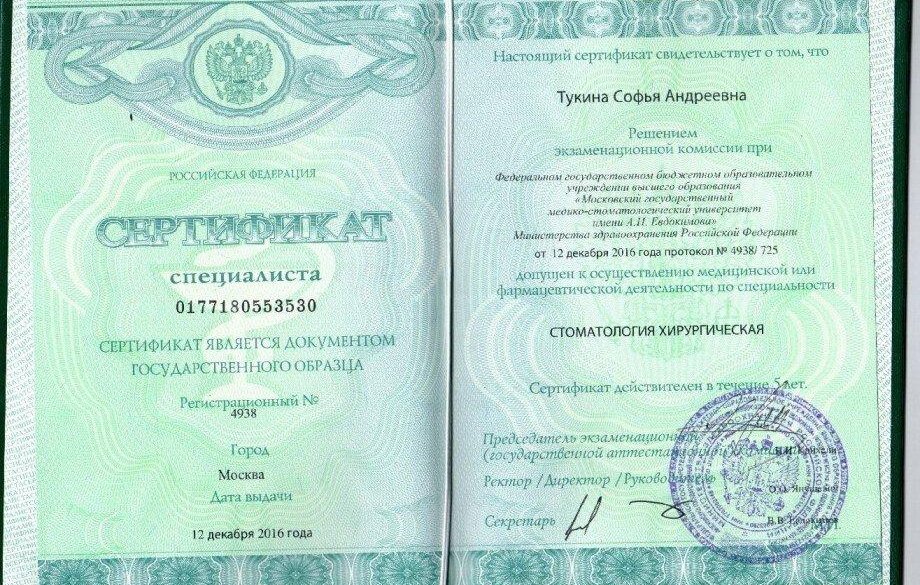 РОССИЙСКАЯ ФЕДЕРАЦИЯ
СЕРТИФИКАТ
специалиста
0177180553530
СЕРТИФИКАТ ЯВЛЯЕТСЯ ДОКУМЕНТОМ
ГОСУДАРСТВЕННОГО ОБРАЗЦА
Регистрационный №
4938
Город
Москва
Дата выдачи
12 декабря 2016 года
Настоящий сертификат свидетельствует о том, что
Тукина Софья Андреевна
Решением
экзаменационной комиссии при
Федеральном государственном бюджетном образовательном
учреждении высшего образования
«Московский государственный
медико-стоматологический университет
имени А.И. Евдокимова»
Министерства здравоохранения Российской Федерации
от 12 декабря 2016 года протокол № 4938/ 725
допущен к осуществлению медицинской или
фармацевтической деятельности по специальности
СТОМАТОЛОГИЯ ХИРУРГИЧЕСКАЯ
Сертификат действителен в течение 5 лет.
Председатель экзаменационной
(государственной аттестационной)
Ректор /Директор /Руководитель
Секретарь